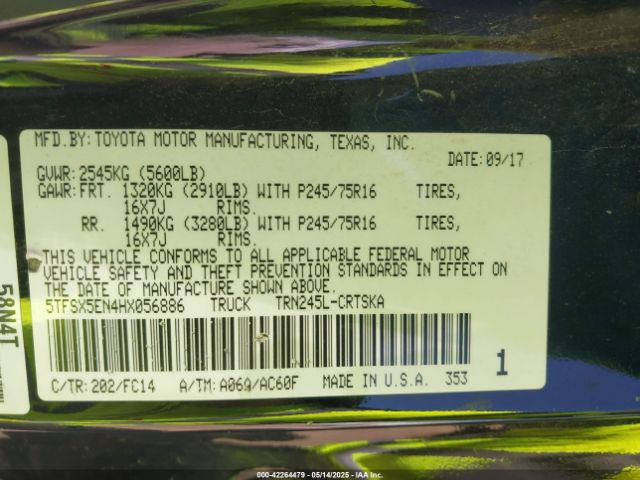 MFD.BY:TOYOTA MOTOR MANUFACTURING, TEXAS, INC.
DATE:09/17
GVWR:2545KG (5600LB)
GAWR:FRT. 1320KG (2910LB) WITH P245/75R16 TIRES,
16X7J RIMS.
RR. 1490KG (3280LB) WITH P245/75R16 TIRES,
16X7J RIMS.
THIS VEHICLE CONFORMS TO ALL APPLICABLE FEDERAL MOTOR
VEHICLE SAFETY AND THEFT PREVENTION STANDARDS IN EFFECT ON
THE DATE OF MANUFACTURE SHOWN ABOVE.
5TFSX5EN4HX056886 TRUCK TRN245L-CRTSKA
C/TR:202/FC14 A/TM:A06A/AC60F MADE IN U.S.A. 353
1
58N4T
000-42264479 — 05/14/2025 — IAA Inc.